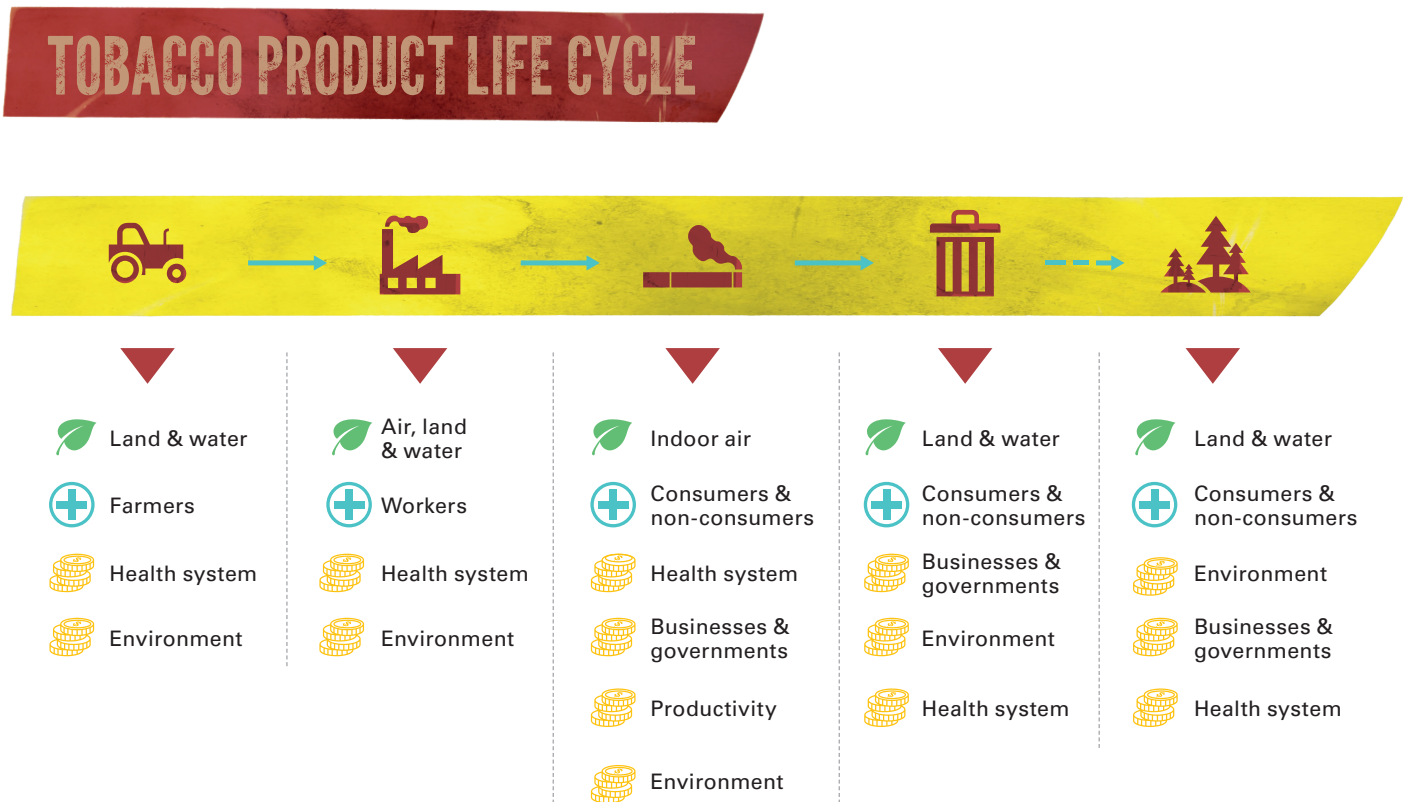 TOBACCO PRODUCT LIFE CYCLE
Land & water
Farmers
Health system
Environment
Air, land
& water
Workers
Health system
Environment
Indoor air
Consumers &
non-consumers
Health system
Businesses &
governments
Productivity
Environment
Land & water
Consumers &
non-consumers
Businesses &
governments
Environment
Health system
Land & water
Consumers &
non-consumers
Environment
Businesses &
governments
Health system